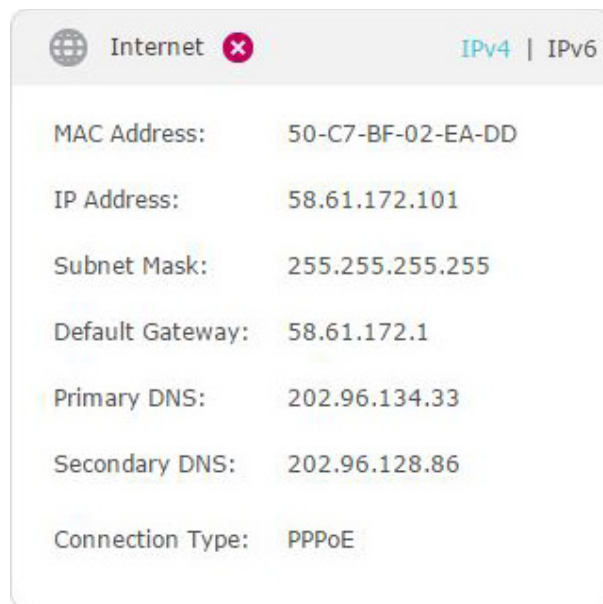 Internet IPv4 | IPv6
MAC Address: 50-C7-BF-02-EA-DD
IP Address: 58.61.172.101
Subnet Mask: 255.255.255.255
Default Gateway: 58.61.172.1
Primary DNS: 202.96.134.33
Secondary DNS: 202.96.128.86
Connection Type: PPPoE